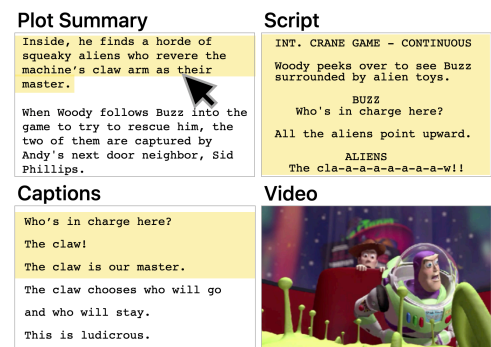 Plot Summary
Inside, he finds a horde of
squeaky aliens who revere the
machine's claw arm as their
master.
When Woody follows Buzz into the
game to try to rescue him, the
two of them are captured by
Andy's next door neighbor, Sid
Phillips.
Script
INT. CRANE GAME - CONTINUOUS
Woody peeks over to see Buzz
surrounded by alien toys.
BUZZ
Who's in charge here?
All the aliens point upward.
ALIENS
The cla-a-a-a-a-a-a-a-w!!
Captions
Who's in charge here?
The claw!
The claw is our master.
The claw chooses who will go
and who will stay.
This is ludicrous.
Video